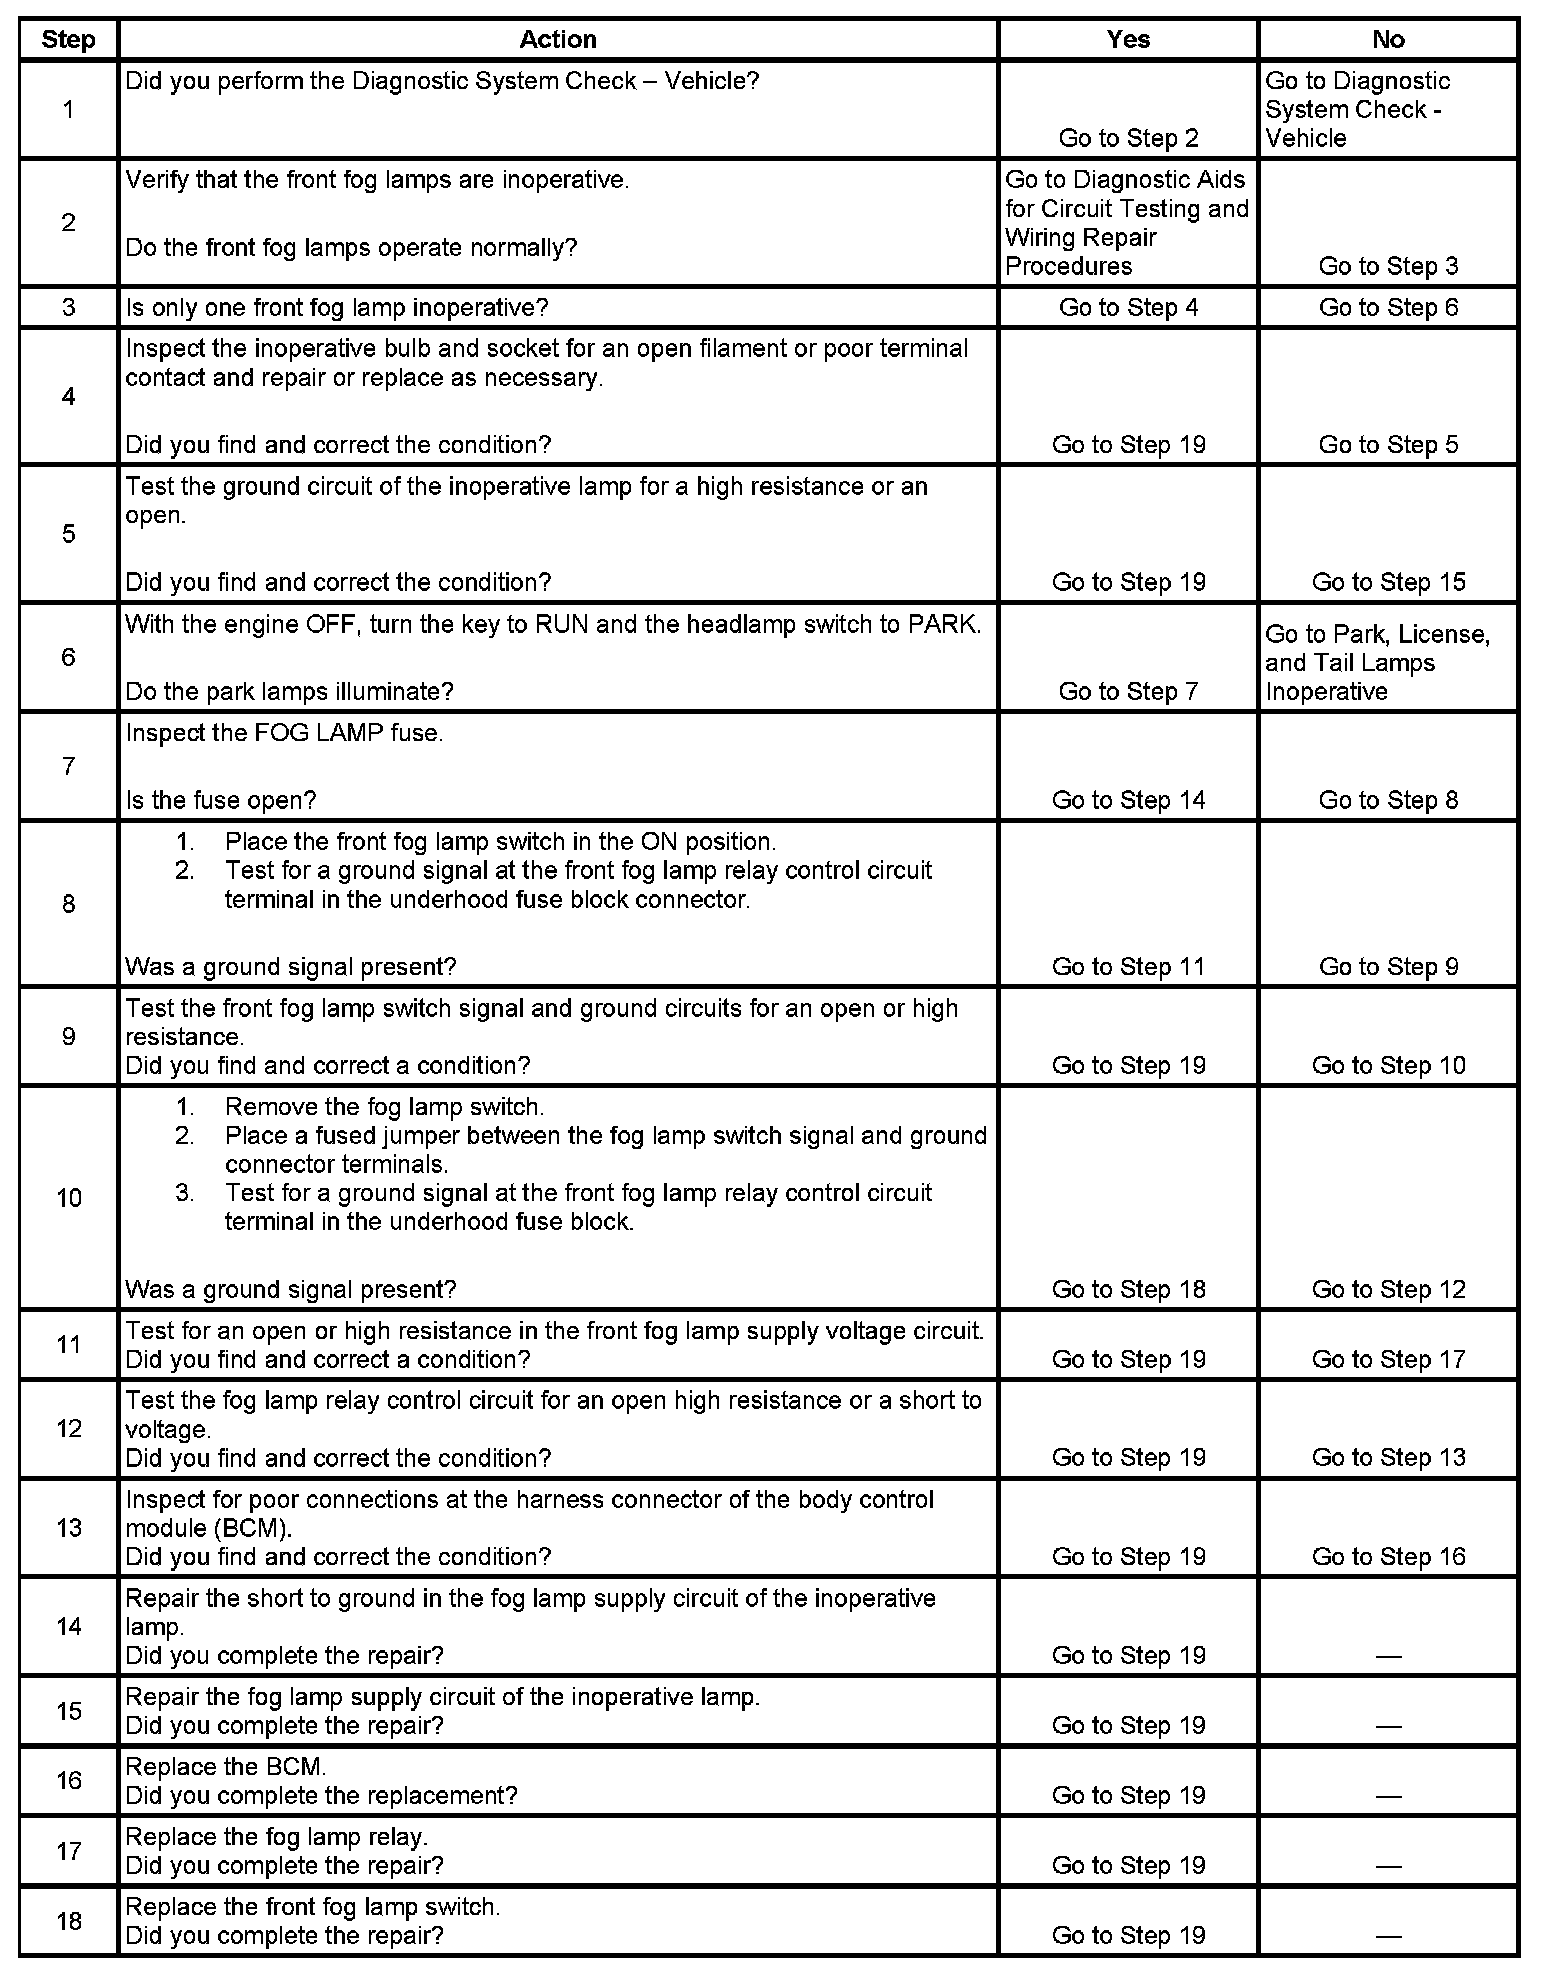 Step Action Yes No
1
Did you perform the Diagnostic System Check – Vehicle?
Go to Step 2
Go to Diagnostic
System Check -
Vehicle
2
Verify that the front fog lamps are inoperative.
Do the front fog lamps operate normally?
Go to Diagnostic Aids
for Circuit Testing and
Wiring Repair
Procedures
Go to Step 3
3
Is only one front fog lamp inoperative?
Go to Step 4
Go to Step 6
4
Inspect the inoperative bulb and socket for an open filament or poor terminal
contact and repair or replace as necessary.
Did you find and correct the condition?
Go to Step 19
Go to Step 5
5
Test the ground circuit of the inoperative lamp for a high resistance or an
open.
Did you find and correct the condition?
Go to Step 19
Go to Step 15
6
With the engine OFF, turn the key to RUN and the headlamp switch to PARK.
Do the park lamps illuminate?
Go to Step 7
Go to Park, License,
and Tail Lamps
Inoperative
7
Inspect the FOG LAMP fuse.
Is the fuse open?
Go to Step 14
Go to Step 8
8
1. Place the front fog lamp switch in the ON position.
2. Test for a ground signal at the front fog lamp relay control circuit
terminal in the underhood fuse block connector.
Was a ground signal present?
Go to Step 11
Go to Step 9
9
Test the front fog lamp switch signal and ground circuits for an open or high
resistance.
Did you find and correct a condition?
Go to Step 19
Go to Step 10
10
1. Remove the fog lamp switch.
2. Place a fused jumper between the fog lamp switch signal and ground
connector terminals.
3. Test for a ground signal at the front fog lamp relay control circuit
terminal in the underhood fuse block.
Was a ground signal present?
Go to Step 18
Go to Step 12
11
Test for an open or high resistance in the front fog lamp supply voltage circuit.
Did you find and correct a condition?
Go to Step 19
Go to Step 17
12
Test the fog lamp relay control circuit for an open high resistance or a short to
voltage.
Did you find and correct the condition?
Go to Step 19
Go to Step 13
13
Inspect for poor connections at the harness connector of the body control
module (BCM).
Did you find and correct the condition?
Go to Step 19
Go to Step 16
14
Repair the short to ground in the fog lamp supply circuit of the inoperative
lamp.
Did you complete the repair?
Go to Step 19
—
15
Repair the fog lamp supply circuit of the inoperative lamp.
Did you complete the repair?
Go to Step 19
—
16
Replace the BCM.
Did you complete the replacement?
Go to Step 19
—
17
Replace the fog lamp relay.
Did you complete the repair?
Go to Step 19
—
18
Replace the front fog lamp switch.
Did you complete the repair?
Go to Step 19
—